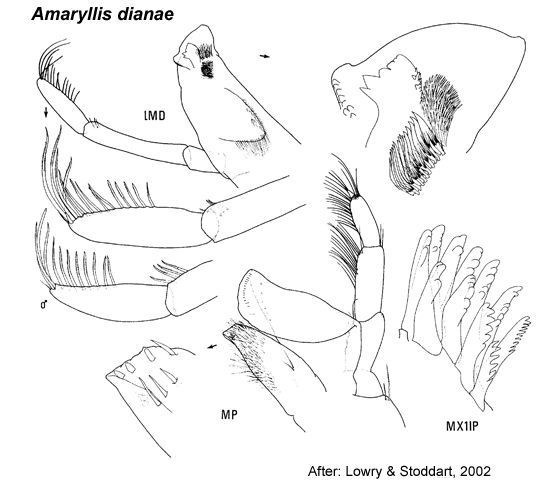 Amaryllis dianae
LMD
♂
MP
MX1IP
After: Lowry & Stoddart, 2002